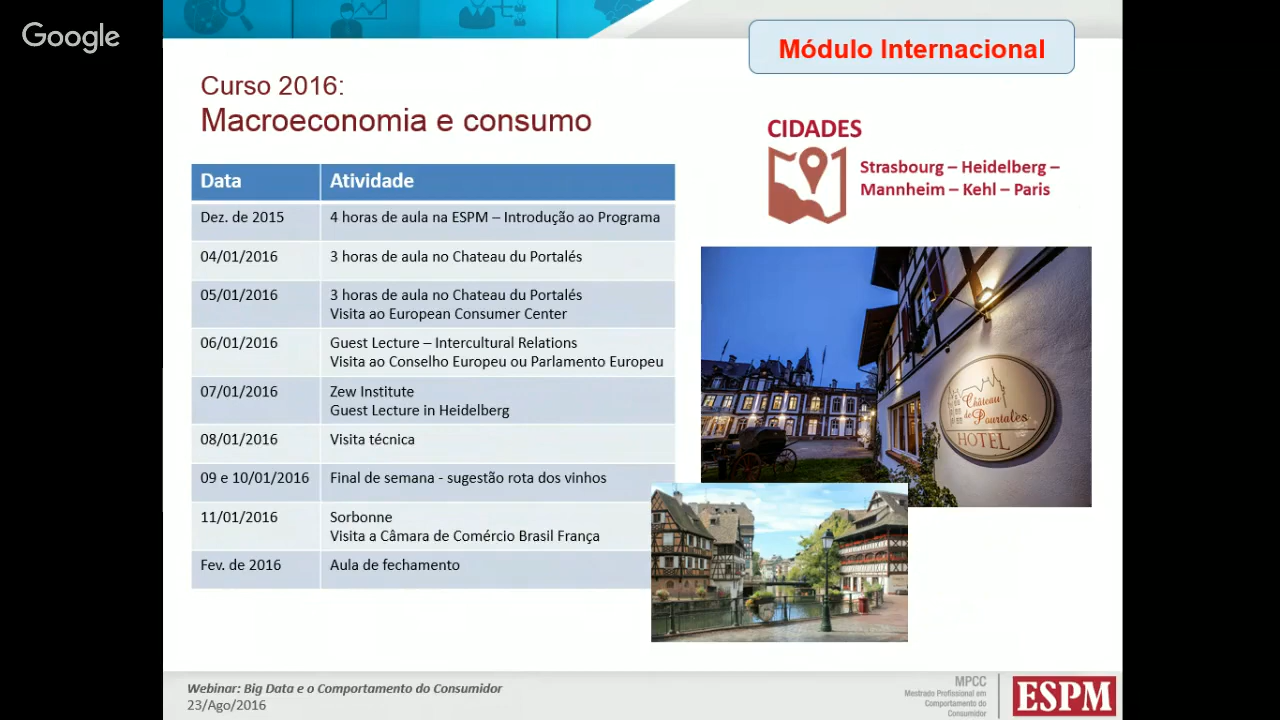 Google
Módulo Internacional
Curso 2016:
Macroeconomia e consumo
CIDADES
Strasbourg – Heidelberg –
Mannheim – Kehl – Paris
Data Atividade
Dez. de 2015 4 horas de aula na ESPM – Introdução ao Programa
04/01/2016 3 horas de aula no Chateau du Portalés
05/01/2016 3 horas de aula no Chateau du Portalés
Visita ao European Consumer Center
06/01/2016 Guest Lecture – Intercultural Relations
Visita ao Conselho Europeu ou Parlamento Europeu
07/01/2016 Zew Institute
Guest Lecture in Heidelberg
08/01/2016 Visita técnica
09 e 10/01/2016 Final de semana - sugestão rota dos vinhos
11/01/2016 Sorbonne
Visita a Câmara de Comércio Brasil França
Fev. de 2016 Aula de fechamento
Château
de Pourtalès
HOTEL
Webinar: Big Data e o Comportamento do Consumidor
23/Ago/2016
MPCC
Mestrado Profissional em
Comportamento do
Consumidor
ESPM